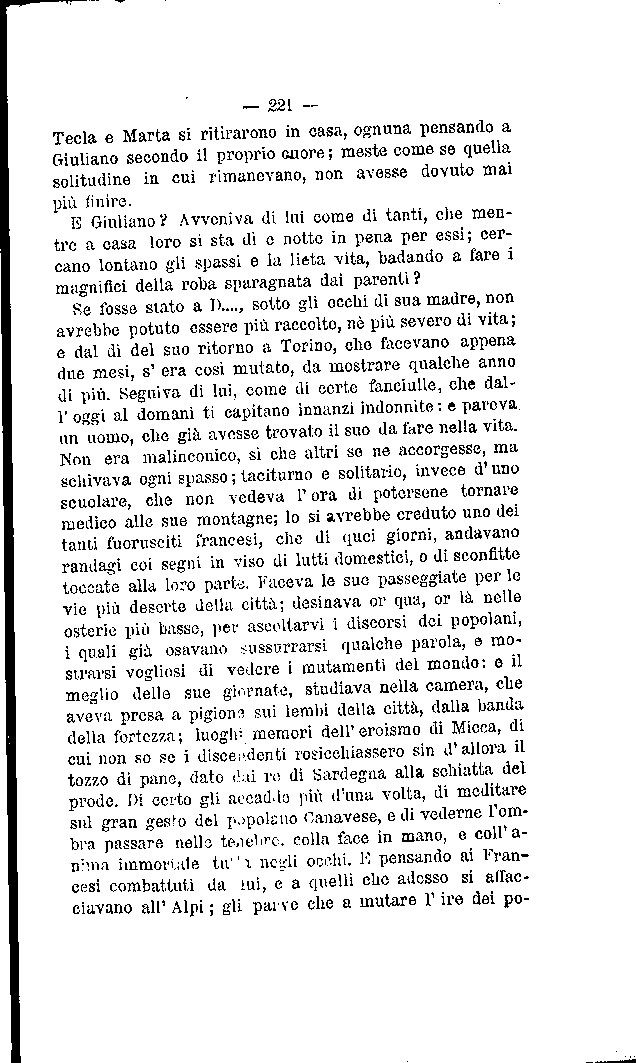 — 221 —
Tecla e Marta si ritirarono in casa, ognuna pensando a
Giuliano secondo il proprio cuore; meste come se quella
solitudine in cui rimanevano, non avesse dovuto mai
più finire.
E Giuliano? Avveniva di lui come di tanti, che men-
tre a casa loro si sta dì e notte in pena per essi; cer-
cano lontano gli spassi e la lieta vita, badando a fare i
magnifici della roba sparagnata dai parenti?
Se fosse stato a D...., sotto gli occhi di sua madre, non
avrebbe potuto essere più raccolto, nè più severo di vita;
e dal dì del suo ritorno a Torino, che facevano appena
due mesi, s' era così mutato, da mostrare qualche anno
di più. Seguiva di lui, come di certe fanciulle, che dal-
l' oggi al domani ti capitano innanzi indonnite: e pareva
un uomo, che già avesse trovato il suo da fare nella vita.
Non era malinconico, sì che altri se ne accorgesse, ma
schivava ogni spasso; taciturno e solitario, invece d' uno
scuolare, che non vedeva l' ora di potersene tornare
medico alle sue montagne; lo si avrebbe creduto uno dei
tanti fuorusciti francesi, che di quei giorni, andavano
randagi coi segni in viso di lutti domestici, o di sconfitte
toccate alla loro parte. Faceva le sue passeggiate per le
vie più deserte della città; desinava or qua, or là nelle
osterie più basse, per ascoltarvi i discorsi dei popolani,
i quali già osavano sussurrarsi qualche parola, e mo-
strarsi vogliosi di vedere i mutamenti del mondo: e il
meglio delle sue giornate, studiava nella camera, che
aveva presa a pigione sui lembi della città, dalla banda
della fortezza; luoghi memori dell' eroismo di Micca, di
cui non so se i discendenti rosicchiassero sin d' allora il
tozzo di pane, dato dai re di Sardegna alla schiatta del
prode. Di certo gli accadde più d'una volta, di meditare
sul gran gesto del popolano Canavese, e di vederne l'om-
bra passare nelle tenebre, colla face in mano, e coll' a-
nima immortale tutta negli occhi. E pensando ai Fran-
cesi combattuti da lui, e a quelli che adesso si affac-
ciavano all' Alpi; gli parve che a mutare l' ire dei po-